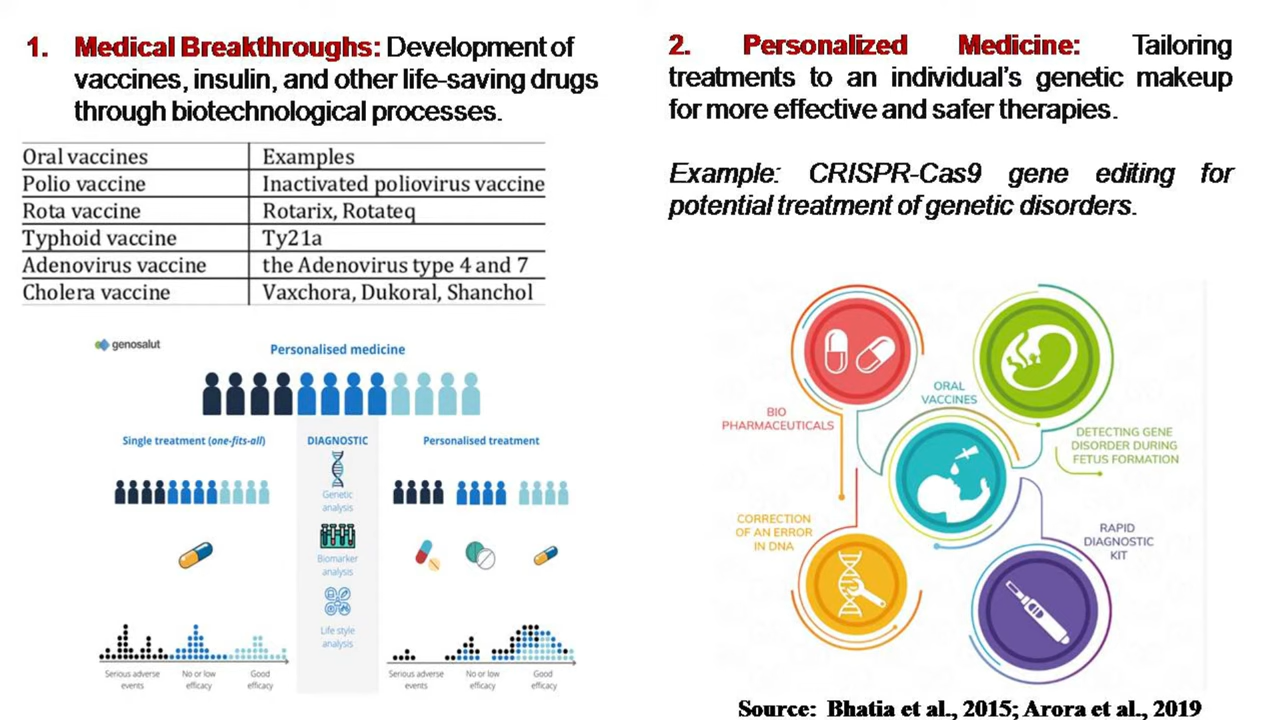 1. Medical Breakthroughs: Development of
vaccines, insulin, and other life-saving drugs
through biotechnological processes.
Oral vaccines Examples
Polio vaccine Inactivated poliovirus vaccine
Rota vaccine Rotarix, Rotateq
Typhoid vaccine Ty21a
Adenovirus vaccine the Adenovirus type 4 and 7
Cholera vaccine Vaxchora, Dukoral, Shanchol
genosalut
Personalised medicine
Single treatment (one-fits-all)
DIAGNOSTIC
Personalised treatment
Genetic
analysis
Biomarker
analysis
Life style
analysis
Serious adverse
events
No or low
efficacy
Good
efficacy
Serious adverse
events
No or low
efficacy
Good
efficacy
2. Personalized Medicine: Tailoring
treatments to an individual's genetic makeup
for more effective and safer therapies.
Example: CRISPR-Cas9 gene editing for
potential treatment of genetic disorders.
BIO
PHARMACEUTICALS
ORAL
VACCINES
DETECTING GENE
DISORDER DURING
FETUS FORMATION
CORRECTION
OF AN ERROR
IN DNA
RAPID
DIAGNOSTIC
KIT
Source: Bhatia et al., 2015; Arora et al., 2019